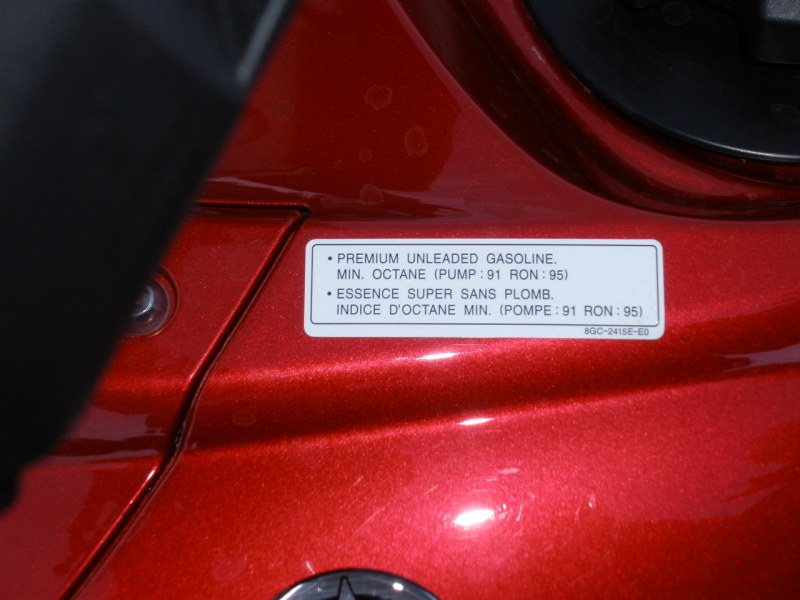 • PREMIUM UNLEADED GASOLINE.
MIN. OCTANE (PUMP : 91 RON : 95)
• ESSENCE SUPER SANS PLOMB.
INDICE D'OCTANE MIN. (POMPE : 91 RON : 95)
8GC-2415E-E0